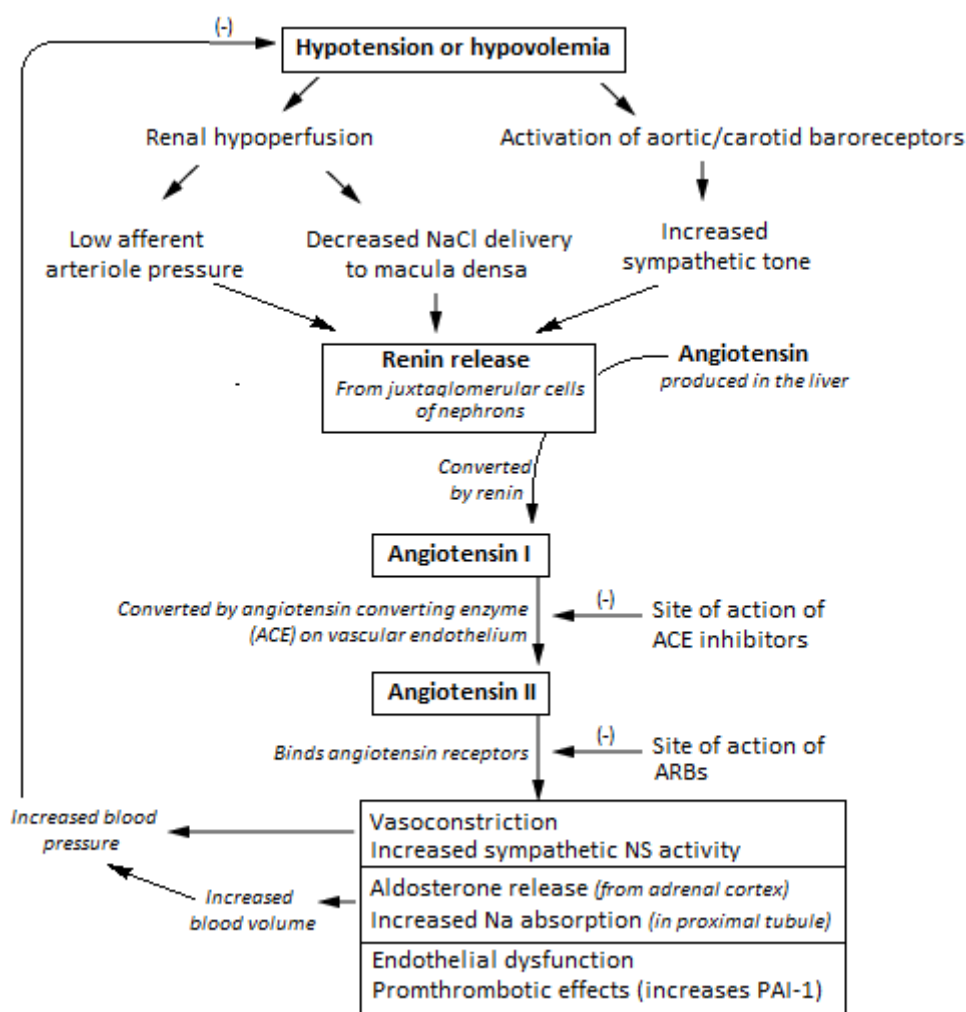 (-)
Hypotension or hypovolemia
Renal hypoperfusion
Activation of aortic/carotid baroreceptors
Low afferent
arteriole pressure
Decreased NaCl delivery
to macula densa
Increased
sympathetic tone
Renin release
From juxtaglomerular cells
of nephrons
Angiotensin
produced in the liver
Converted
by renin
Angiotensin I
Converted by angiotensin converting enzyme
(ACE) on vascular endothelium
(-)
Site of action of
ACE inhibitors
Angiotensin II
Binds angiotensin receptors
(-)
Site of action of
ARBs
Increased blood
pressure
Increased
blood volume
Vasoconstriction
Increased sympathetic NS activity
Aldosterone release (from adrenal cortex)
Increased Na absorption (in proximal tubule)
Endothelial dysfunction
Promthrombotic effects (increases PAI-1)